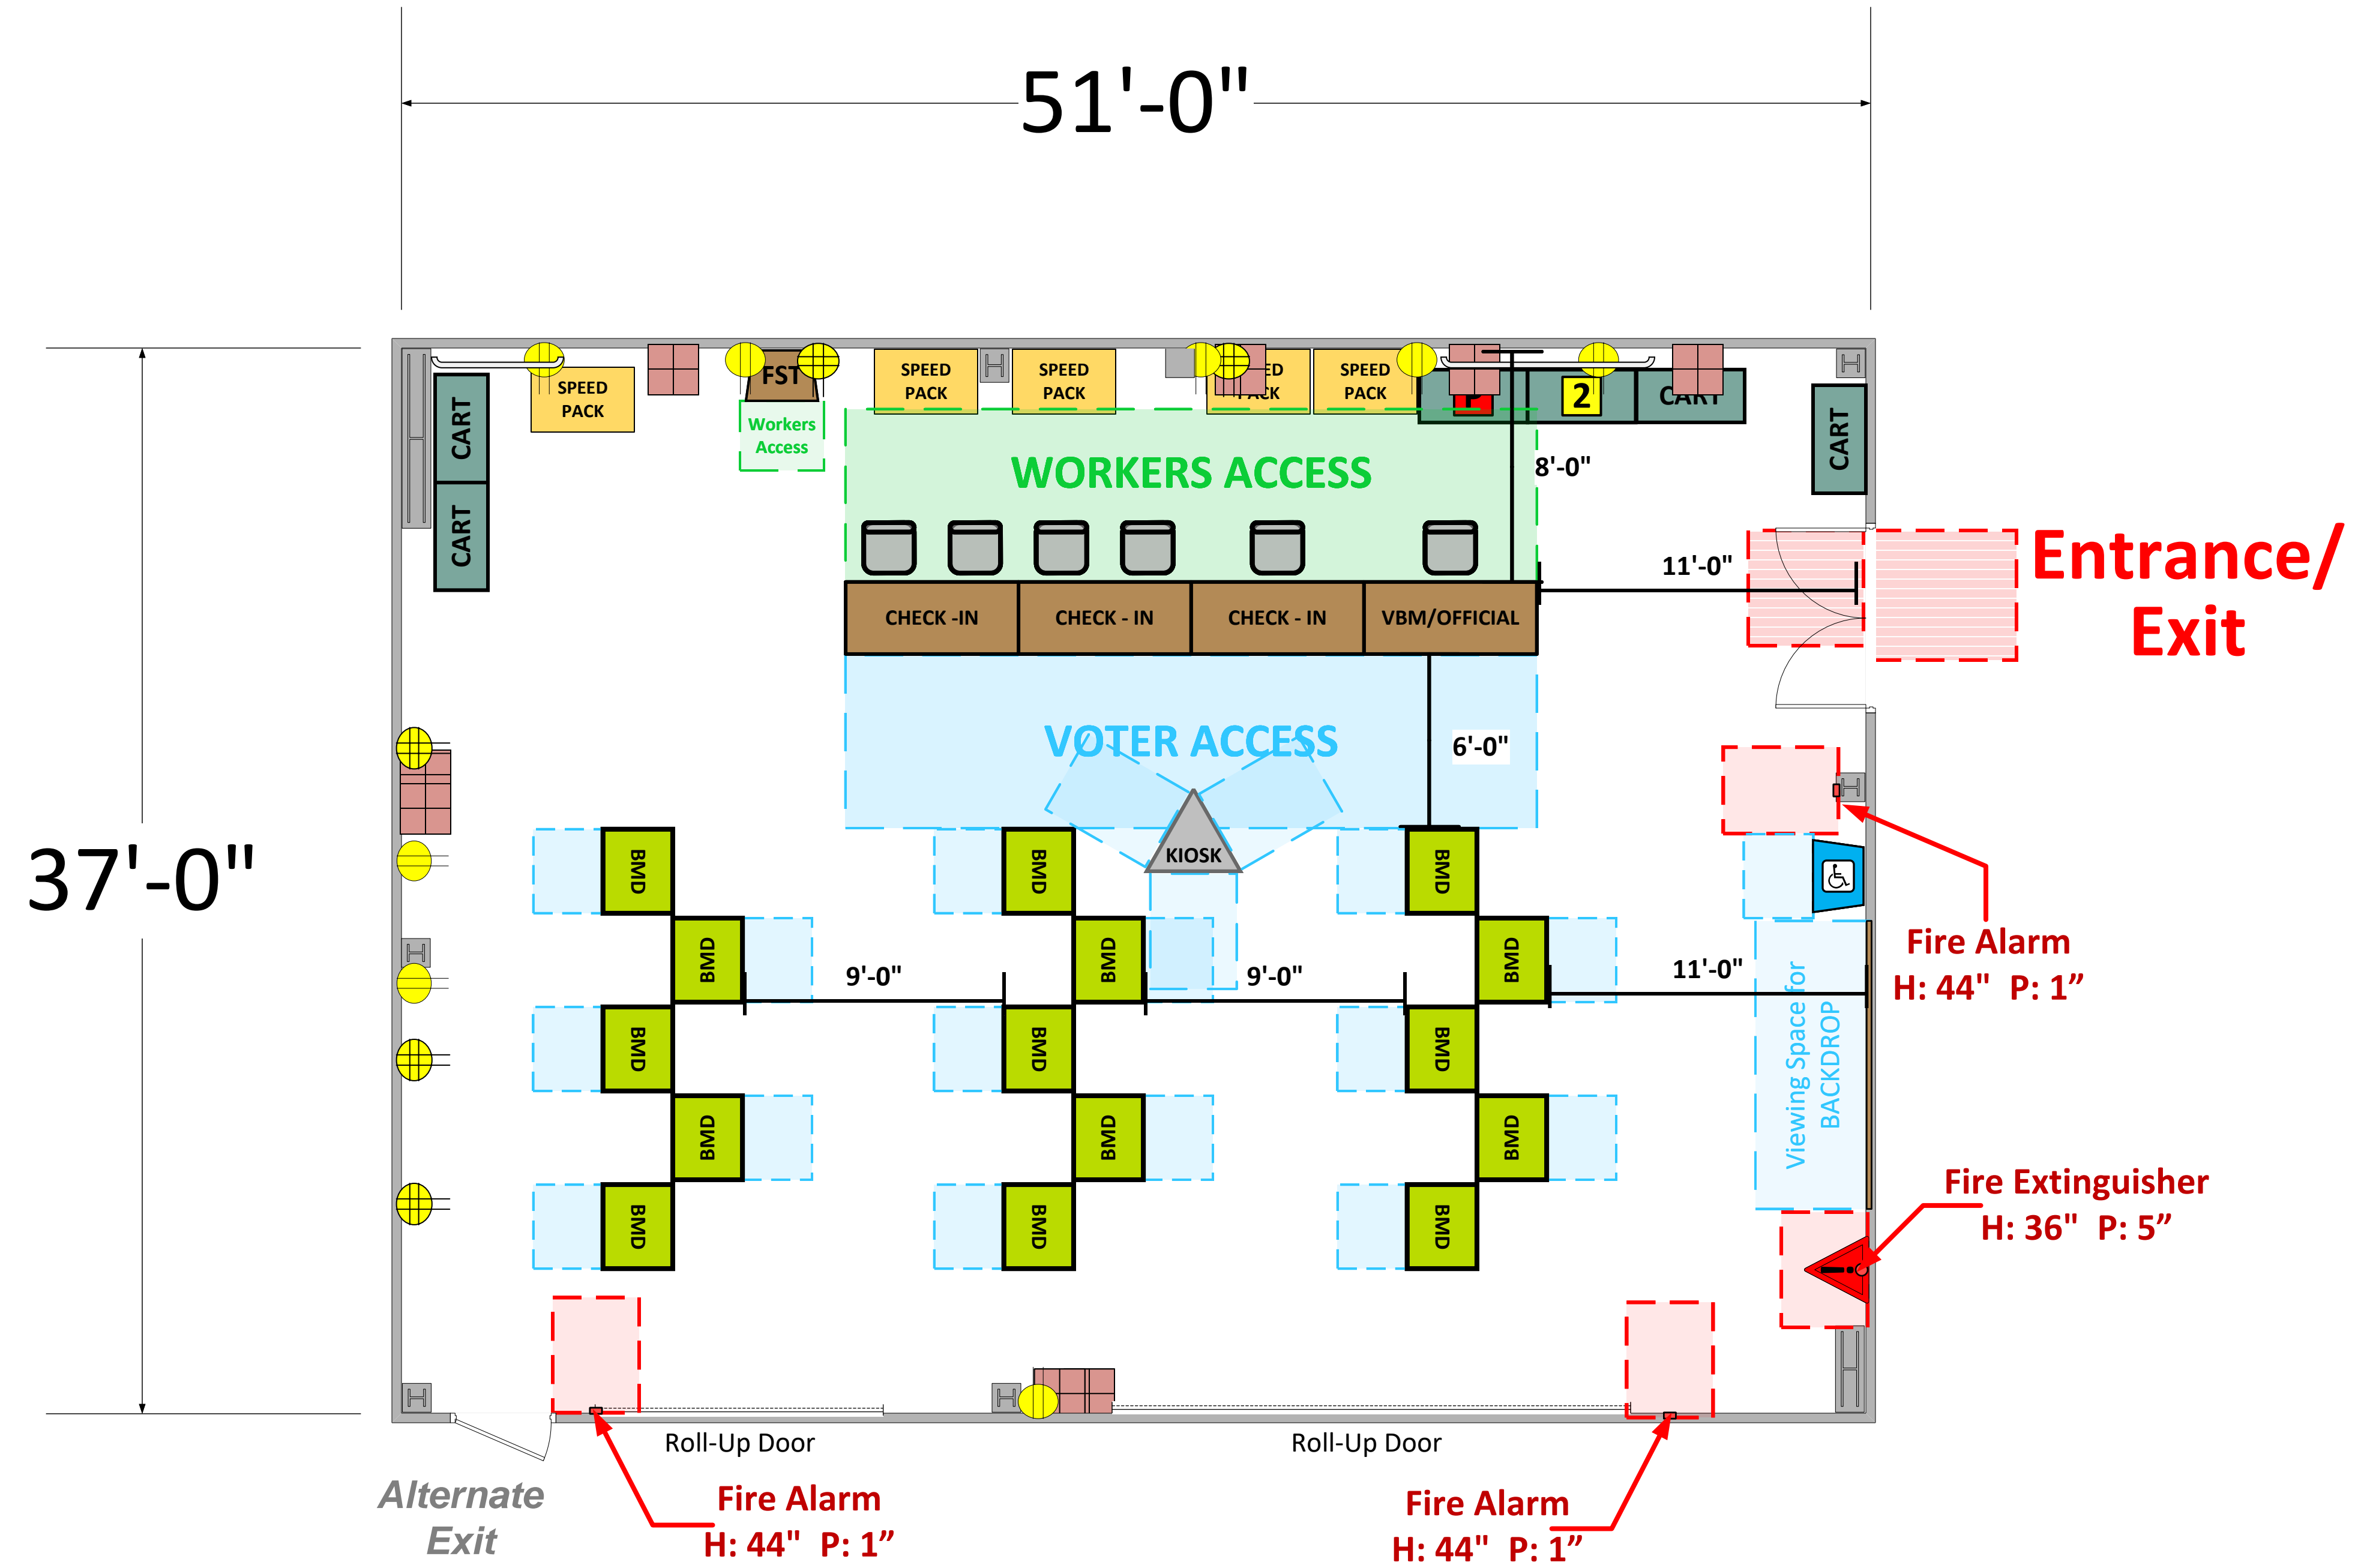 51'-0"
37'-0"
FST
SPEED
PACK
SPEED
PACK
SPEED
PACK
SPEED
PACK
P
2
CART
CART
CART
CART
Workers
Access
WORKERS ACCESS
8'-0"
11'-0"
Entrance/
Exit
CHECK -IN
CHECK - IN
CHECK - IN
VBM/OFFICIAL
VOTER ACCESS
6'-0"
KIOSK
BMD
BMD
BMD
BMD
BMD
BMD
9'-0"
9'-0"
11'-0"
BMD
BMD
BMD
BMD
BMD
BMD
BMD
BMD
BMD
Viewing Space for
BACKDROP
Fire Alarm
H: 44" P: 1”
Fire Extinguisher
H: 36" P: 5”
H
H
H
H
H
H
Roll-Up Door
Roll-Up Door
Alternate
Exit
Fire Alarm
H: 44" P: 1”
Fire Alarm
H: 44" P: 1”